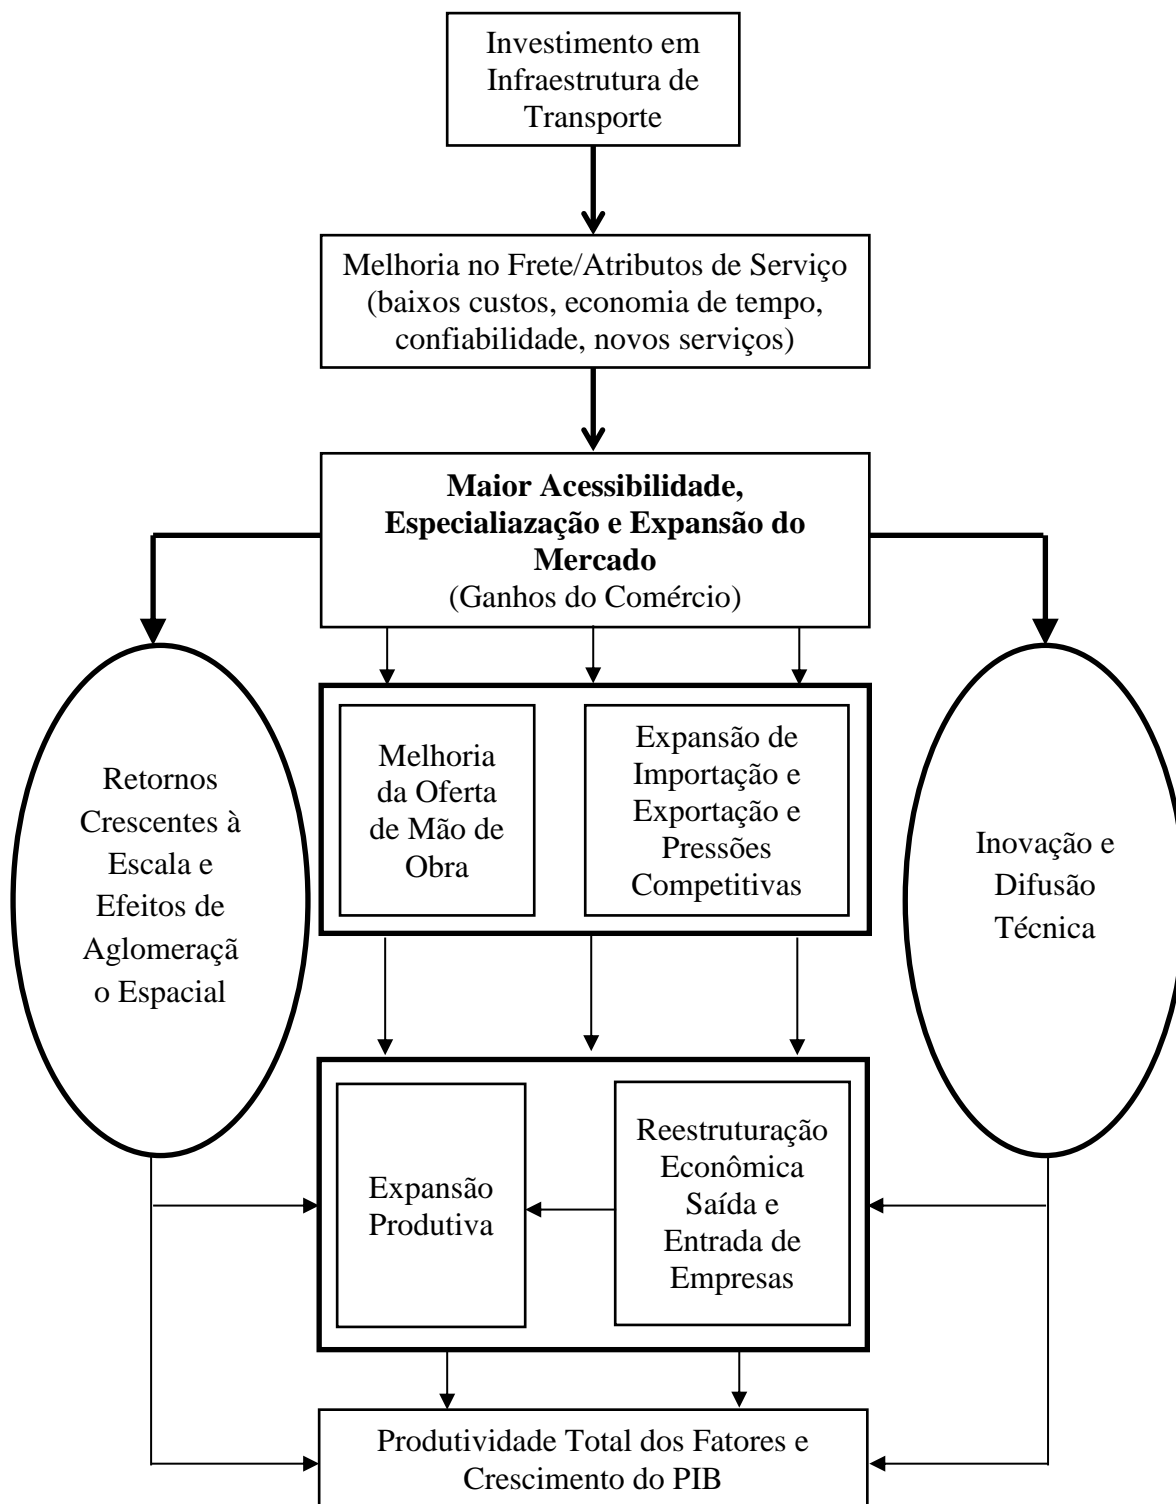 Investimento em
Infraestrutura de
Transporte
Melhoria no Frete/Atributos de Serviço
(baixos custos, economia de tempo,
confiabilidade, novos serviços)
Maior Acessibilidade,
Especialiazação e Expansão do
Mercado
(Ganhos do Comércio)
Retornos
Crescentes à
Escala e
Efeitos de
Aglomeraçã
o Espacial
Melhoria
da Oferta
de Mão de
Obra
Expansão de
Importação e
Exportação e
Pressões
Competitivas
Inovação e
Difusão
Técnica
Expansão
Produtiva
Reestruturação
Econômica
Saída e
Entrada de
Empresas
Produtividade Total dos Fatores e
Crescimento do PIB